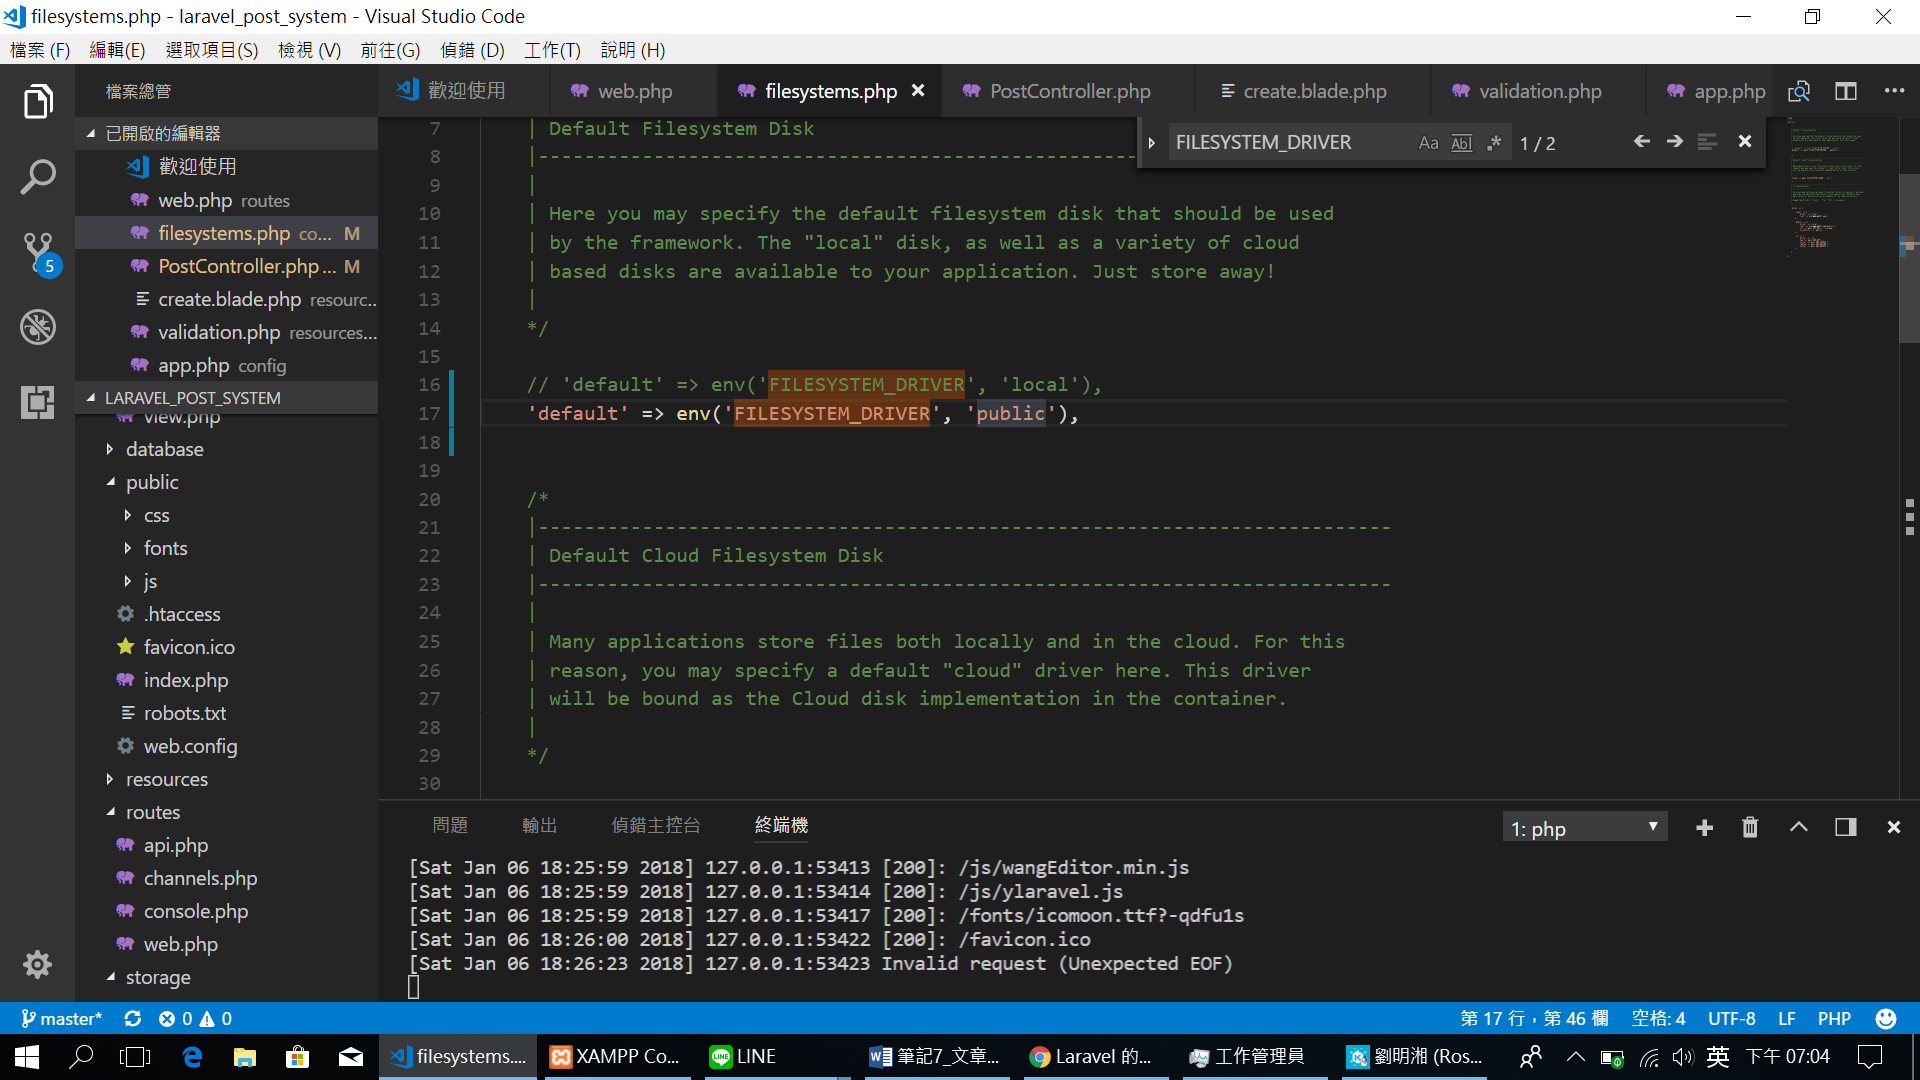 filesystems.php - laravel_post_system - Visual Studio Code
檔案 (F) 編輯(E) 選取項目(S) 檢視 (V) 前往(G) 偵錯 (D) 工作(T) 說明 (H)
檔案總管
已開啟的編輯器
歡迎使用
web.php routes
filesystems.php co... M
PostController.php ... M
create.blade.php resourc...
validation.php resources...
app.php config
LARAVEL_POST_SYSTEM
view.php
database
public
css
fonts
js
.htaccess
favicon.ico
index.php
robots.txt
web.config
resources
routes
api.php
channels.php
console.php
web.php
storage
5
歡迎使用 web.php filesystems.php PostController.php create.blade.php validation.php app.php
FILESYSTEM_DRIVER Aa Abl .* 1 / 2
7 | Default Filesystem Disk
8 |-------------------------------------------------------
9 |
10 | Here you may specify the default filesystem disk that should be used
11 | by the framework. The "local" disk, as well as a variety of cloud
12 | based disks are available to your application. Just store away!
13 |
14 */
15
16 // 'default' => env('FILESYSTEM_DRIVER', 'local'),
17 'default' => env('FILESYSTEM_DRIVER', 'public'),
18
19
20 /*
21 |--------------------------------------------------------------------------
22 | Default Cloud Filesystem Disk
23 |--------------------------------------------------------------------------
24 |
25 | Many applications store files both locally and in the cloud. For this
26 | reason, you may specify a default "cloud" driver here. This driver
27 | will be bound as the Cloud disk implementation in the container.
28 |
29 */
30
問題 輸出 偵錯主控台 終端機 1: php
[Sat Jan 06 18:25:59 2018] 127.0.0.1:53413 [200]: /js/wangEditor.min.js
[Sat Jan 06 18:25:59 2018] 127.0.0.1:53414 [200]: /js/ylaravel.js
[Sat Jan 06 18:25:59 2018] 127.0.0.1:53417 [200]: /fonts/icomoon.ttf?-qdfu1s
[Sat Jan 06 18:26:00 2018] 127.0.0.1:53422 [200]: /favicon.ico
[Sat Jan 06 18:26:23 2018] 127.0.0.1:53423 Invalid request (Unexpected EOF)
master* 0 0 第 17 行，第 46 欄 空格: 4 UTF-8 LF PHP
filesystems.... XAMPP Co... LINE 筆記7_文章... Laravel 的... 工作管理員 劉明湘 (Ros... 英 下午 07:04